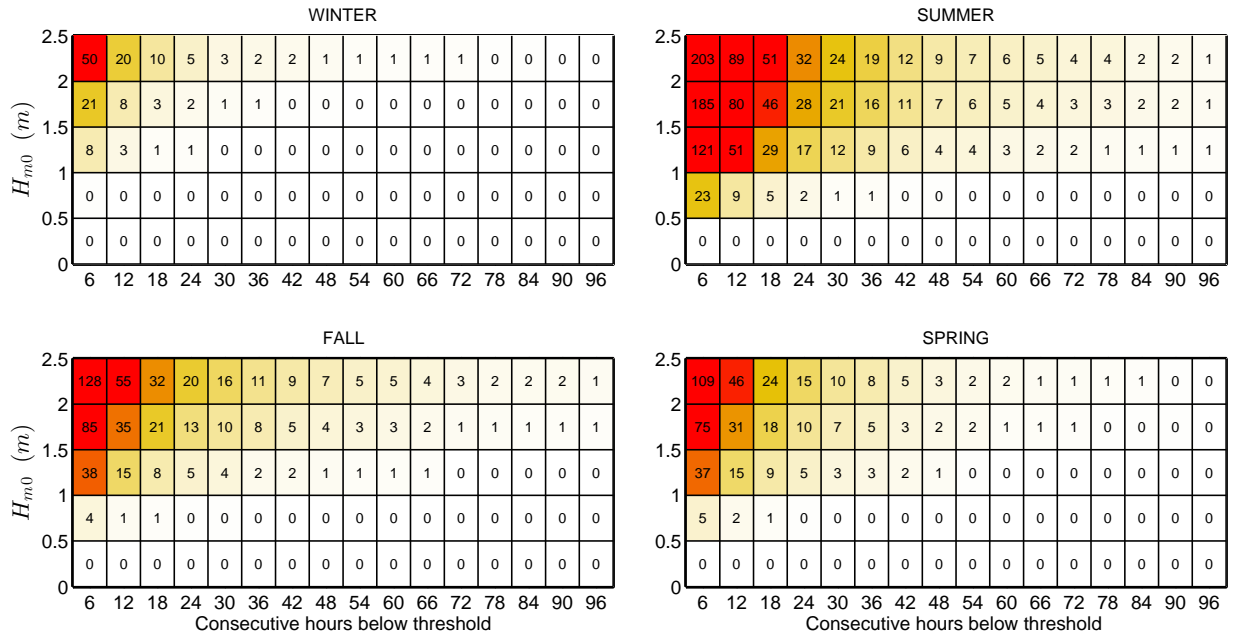 WINTER
2.5 50 20 10 5 3 2 2 1 1 1 1 1 0 0 0 0
2
21 8 3 2 1 1 0 0 0 0 0 0 0 0 0 0
1.5
8 3 1 1 0 0 0 0 0 0 0 0 0 0 0 0
1
0 0 0 0 0 0 0 0 0 0 0 0 0 0 0 0
0.5
0 0 0 0 0 0 0 0 0 0 0 0 0 0 0 0
0
6 12 18 24 30 36 42 48 54 60 66 72 78 84 90 96
H_{m0} (m)
SUMMER
2.5
203 89 51 32 24 19 12 9 7 6 5 4 4 2 2 1
2
185 80 46 28 21 16 11 7 6 5 4 3 3 2 2 1
1.5
121 51 29 17 12 9 6 4 4 3 2 2 1 1 1 1
1
23 9 5 2 1 1 0 0 0 0 0 0 0 0 0 0
0.5
0 0 0 0 0 0 0 0 0 0 0 0 0 0 0 0
0
6 12 18 24 30 36 42 48 54 60 66 72 78 84 90 96
FALL
2.5
128 55 32 20 16 11 9 7 5 5 4 3 2 2 2 1
2
85 35 21 13 10 8 5 4 3 3 2 1 1 1 1 1
1.5
38 15 8 5 4 2 2 1 1 1 1 0 0 0 0 0
1
4 1 1 0 0 0 0 0 0 0 0 0 0 0 0 0
0.5
0 0 0 0 0 0 0 0 0 0 0 0 0 0 0 0
0
6 12 18 24 30 36 42 48 54 60 66 72 78 84 90 96
Consecutive hours below threshold
H_{m0} (m)
SPRING
2.5
109 46 24 15 10 8 5 3 2 2 1 1 1 1 0 0
2
75 31 18 10 7 5 3 2 2 1 1 1 0 0 0 0
1.5
37 15 9 5 3 3 2 1 0 0 0 0 0 0 0 0
1
5 2 1 0 0 0 0 0 0 0 0 0 0 0 0 0
0.5
0 0 0 0 0 0 0 0 0 0 0 0 0 0 0 0
0
6 12 18 24 30 36 42 48 54 60 66 72 78 84 90 96
Consecutive hours below threshold